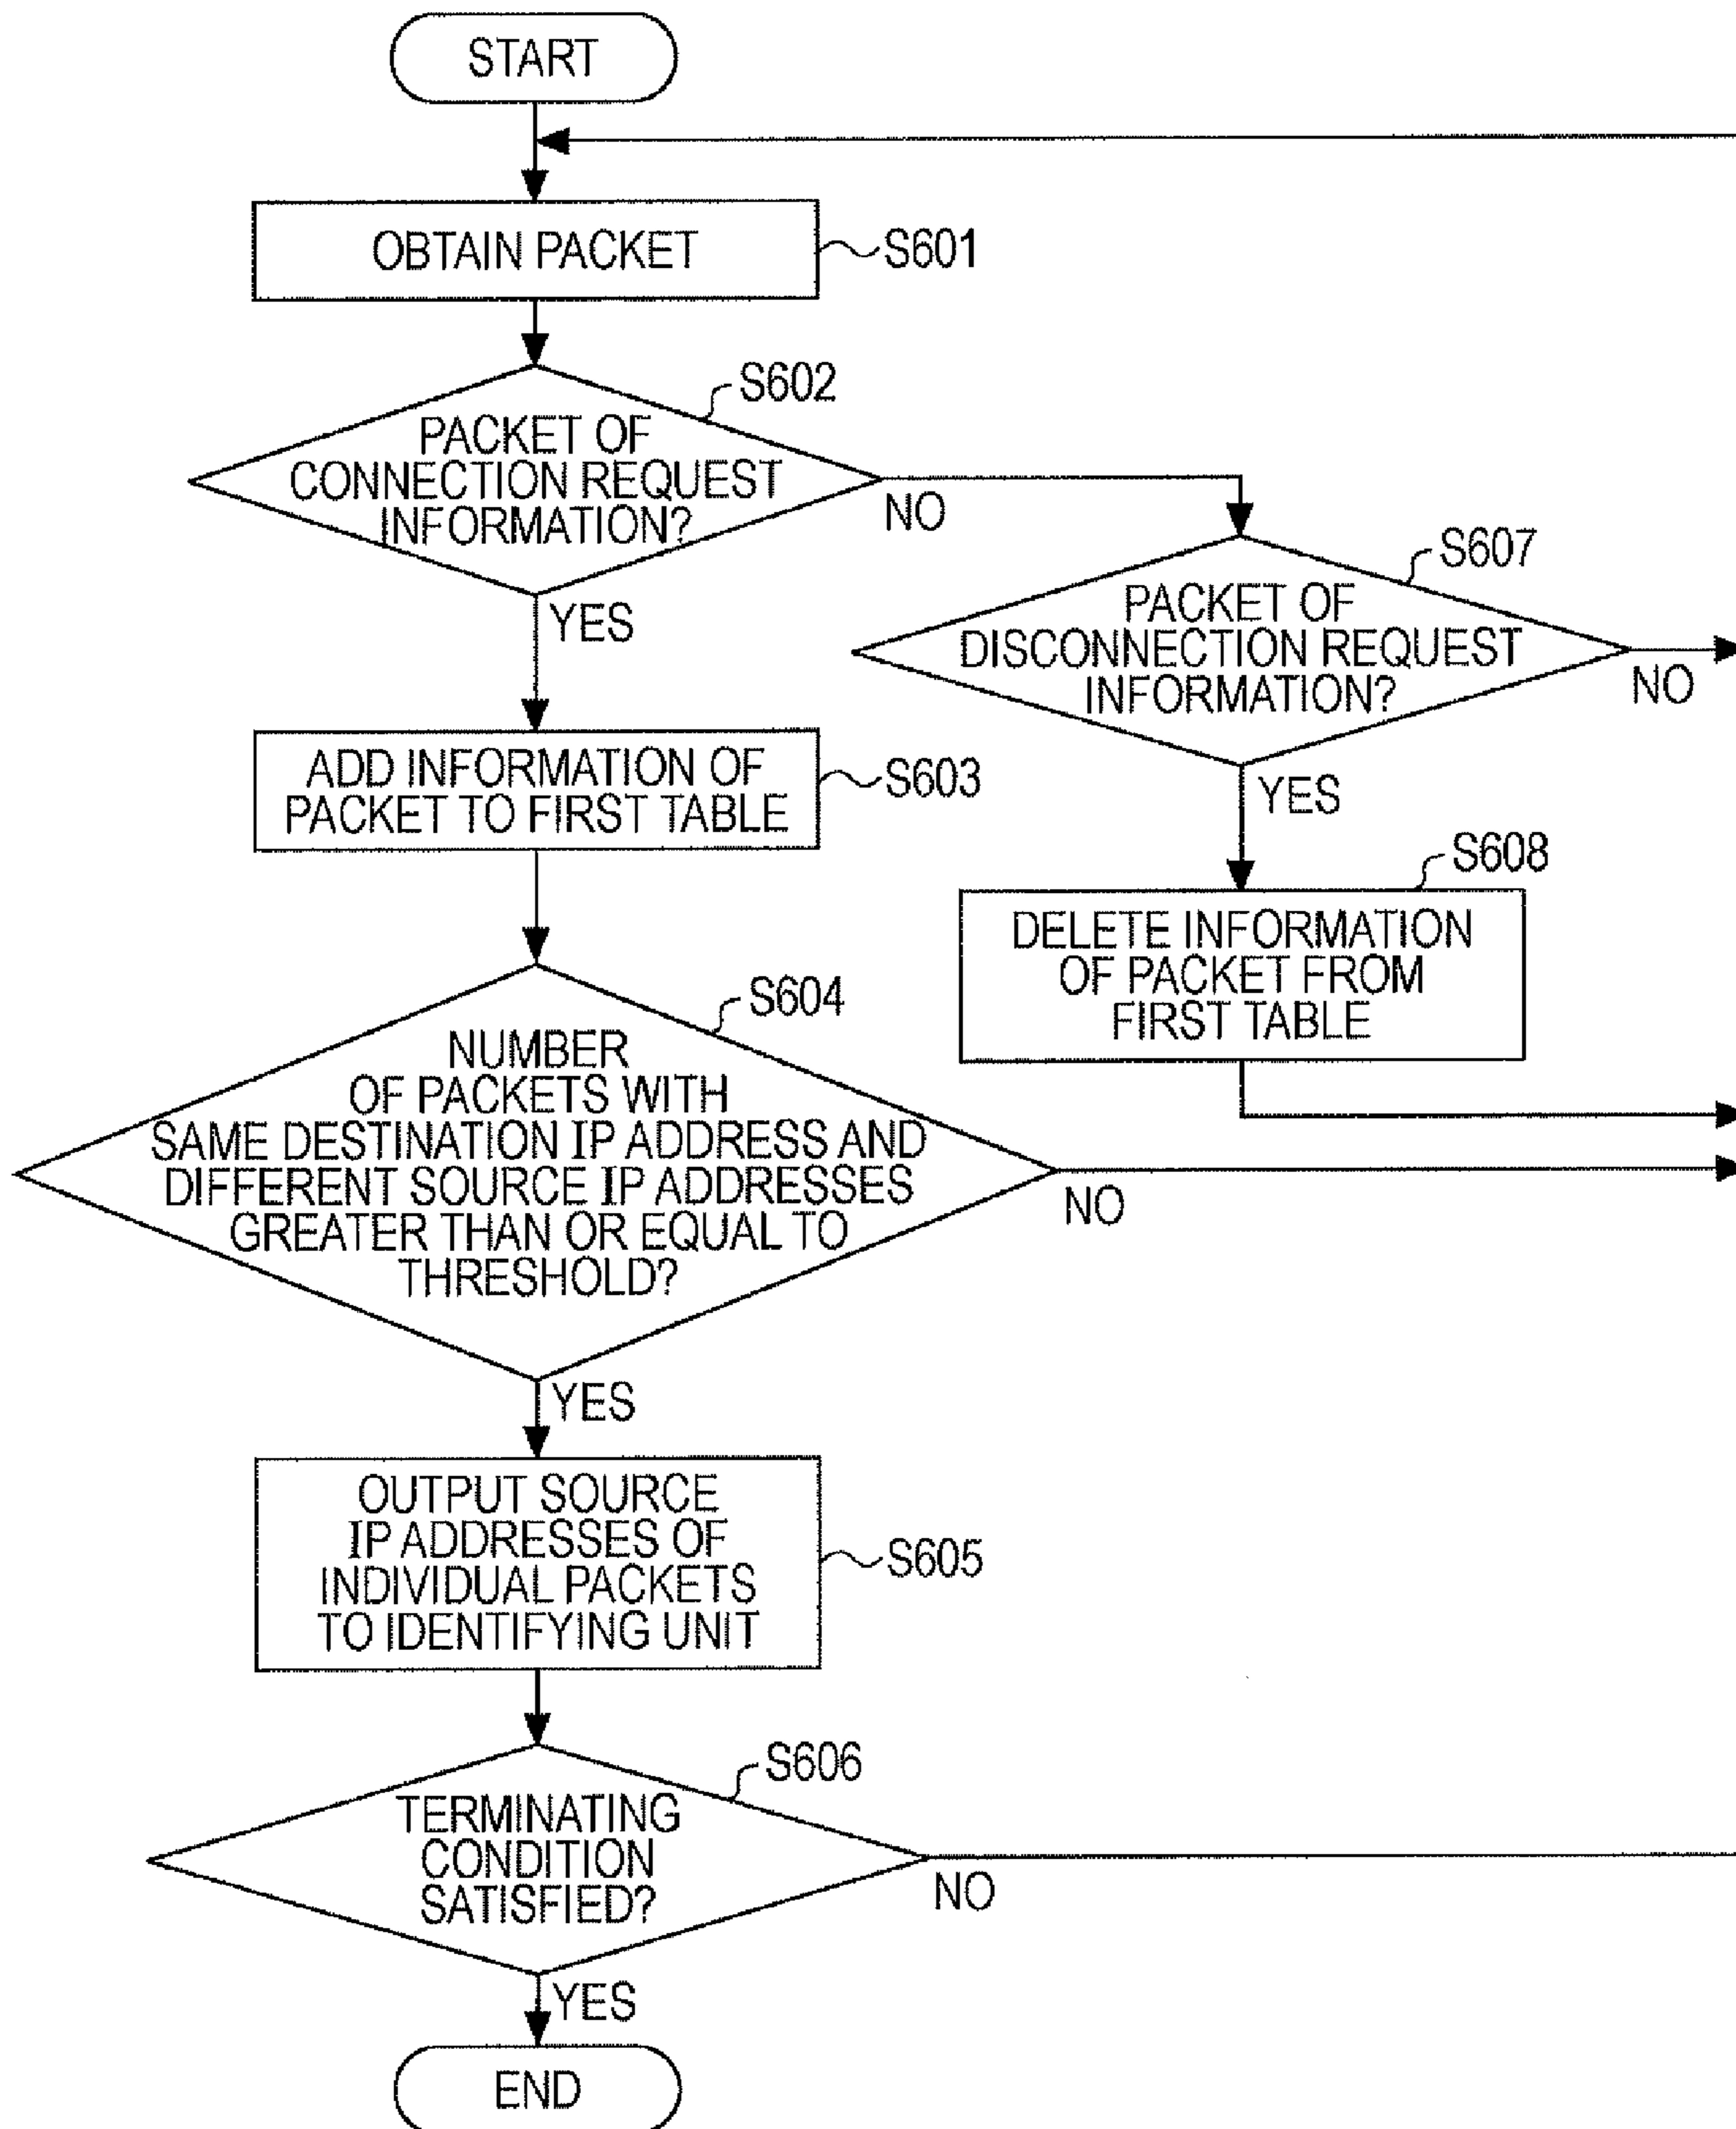 START
OBTAIN PACKET
S601
S602
PACKET OF
CONNECTION REQUEST
INFORMATION?
NO
YES
S607
PACKET OF
DISCONNECTION REQUEST
INFORMATION?
NO
YES
ADD INFORMATION OF
PACKET TO FIRST TABLE
S603
S608
DELETE INFORMATION
OF PACKET FROM
FIRST TABLE
S604
NUMBER
OF PACKETS WITH
SAME DESTINATION IP ADDRESS AND
DIFFERENT SOURCE IP ADDRESSES
GREATER THAN OR EQUAL TO
THRESHOLD?
NO
YES
OUTPUT SOURCE
IP ADDRESSES OF
INDIVIDUAL PACKETS
TO IDENTIFYING UNIT
S605
S606
TERMINATING
CONDITION
SATISFIED?
NO
YES
END